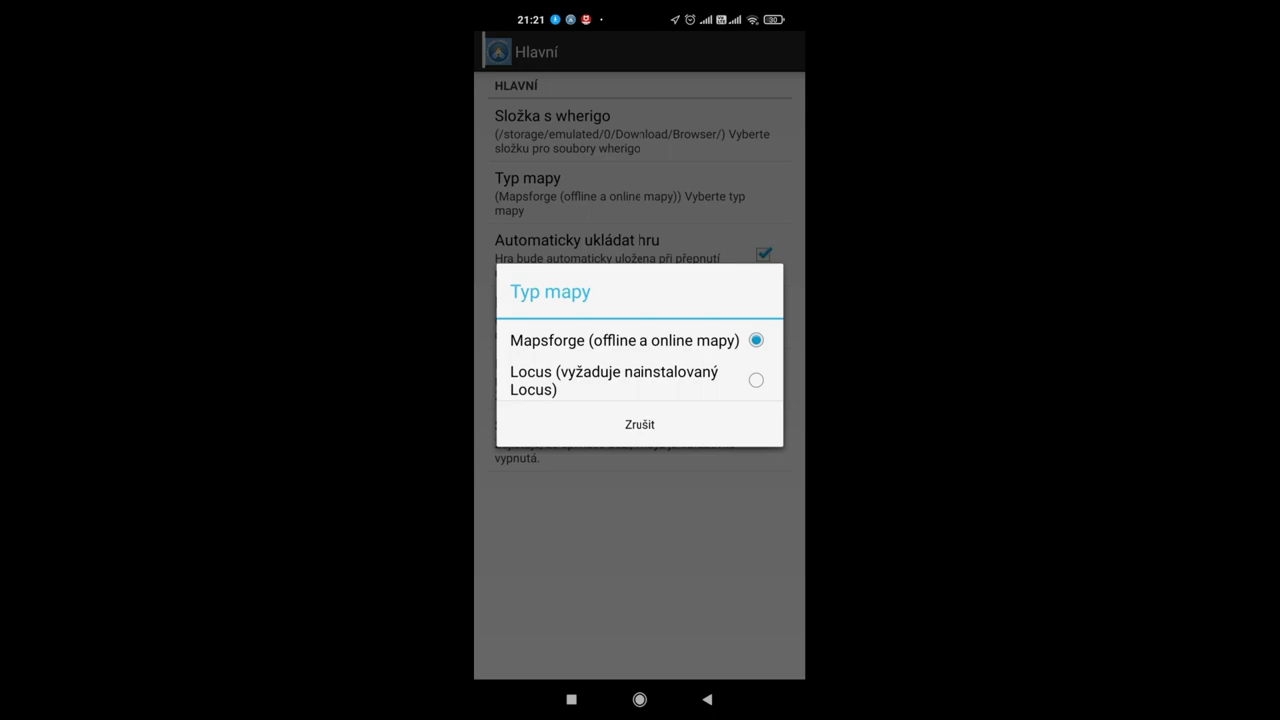 21:21
30
Hlavní
HLAVNÍ
Složka s wherigo
(/storage/emulated/0/Download/Browser/) Vyberte
složku pro soubory wherigo
Typ mapy
(Mapsforge (offline a online mapy)) Vyberte typ
mapy
Automaticky ukládat hru
Hra bude automaticky uložena při přepnutí
Typ mapy
Mapsforge (offline a online mapy)
Locus (vyžaduje nainstalovaný
Locus)
Zrušit
vypnutá.